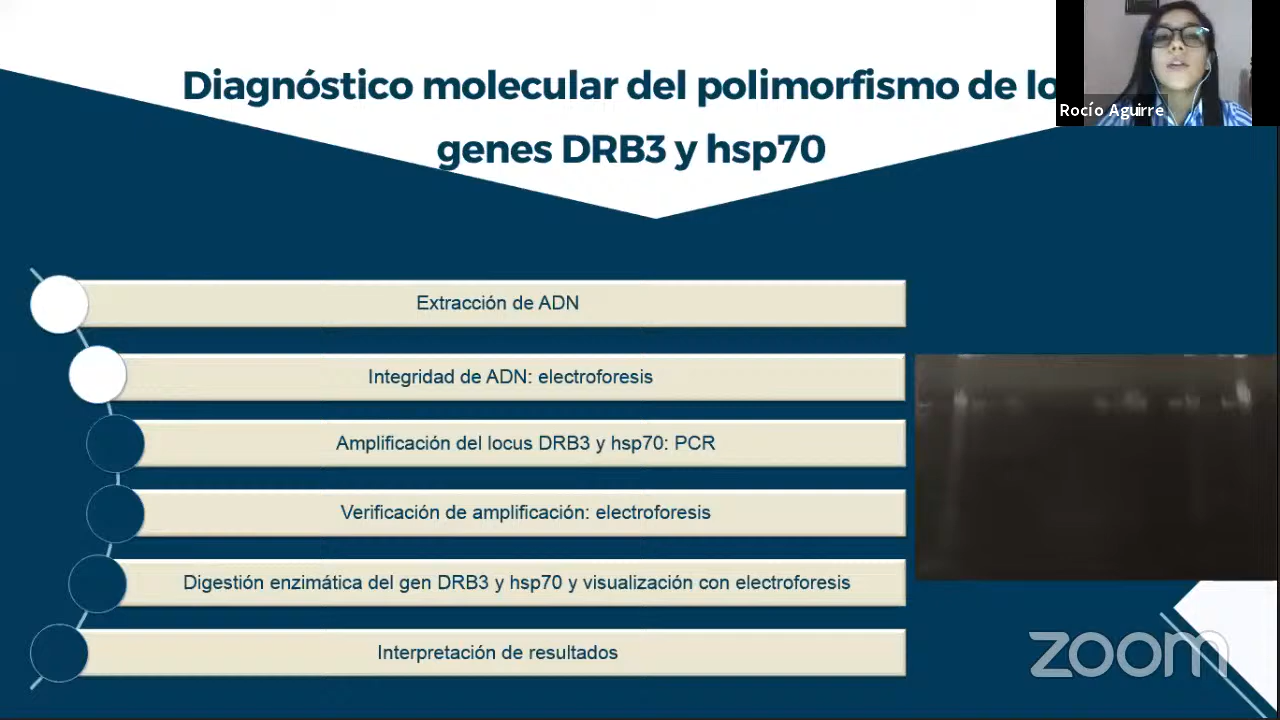 Diagnóstico molecular del polimorfismo de lo
genes DRB3 y hsp70
Rocío Aguirre
Extracción de ADN
Integridad de ADN: electroforesis
Amplificación del locus DRB3 y hsp70: PCR
Verificación de amplificación: electroforesis
Digestión enzimática del gen DRB3 y hsp70 y visualización con electroforesis
Interpretación de resultados
zoom